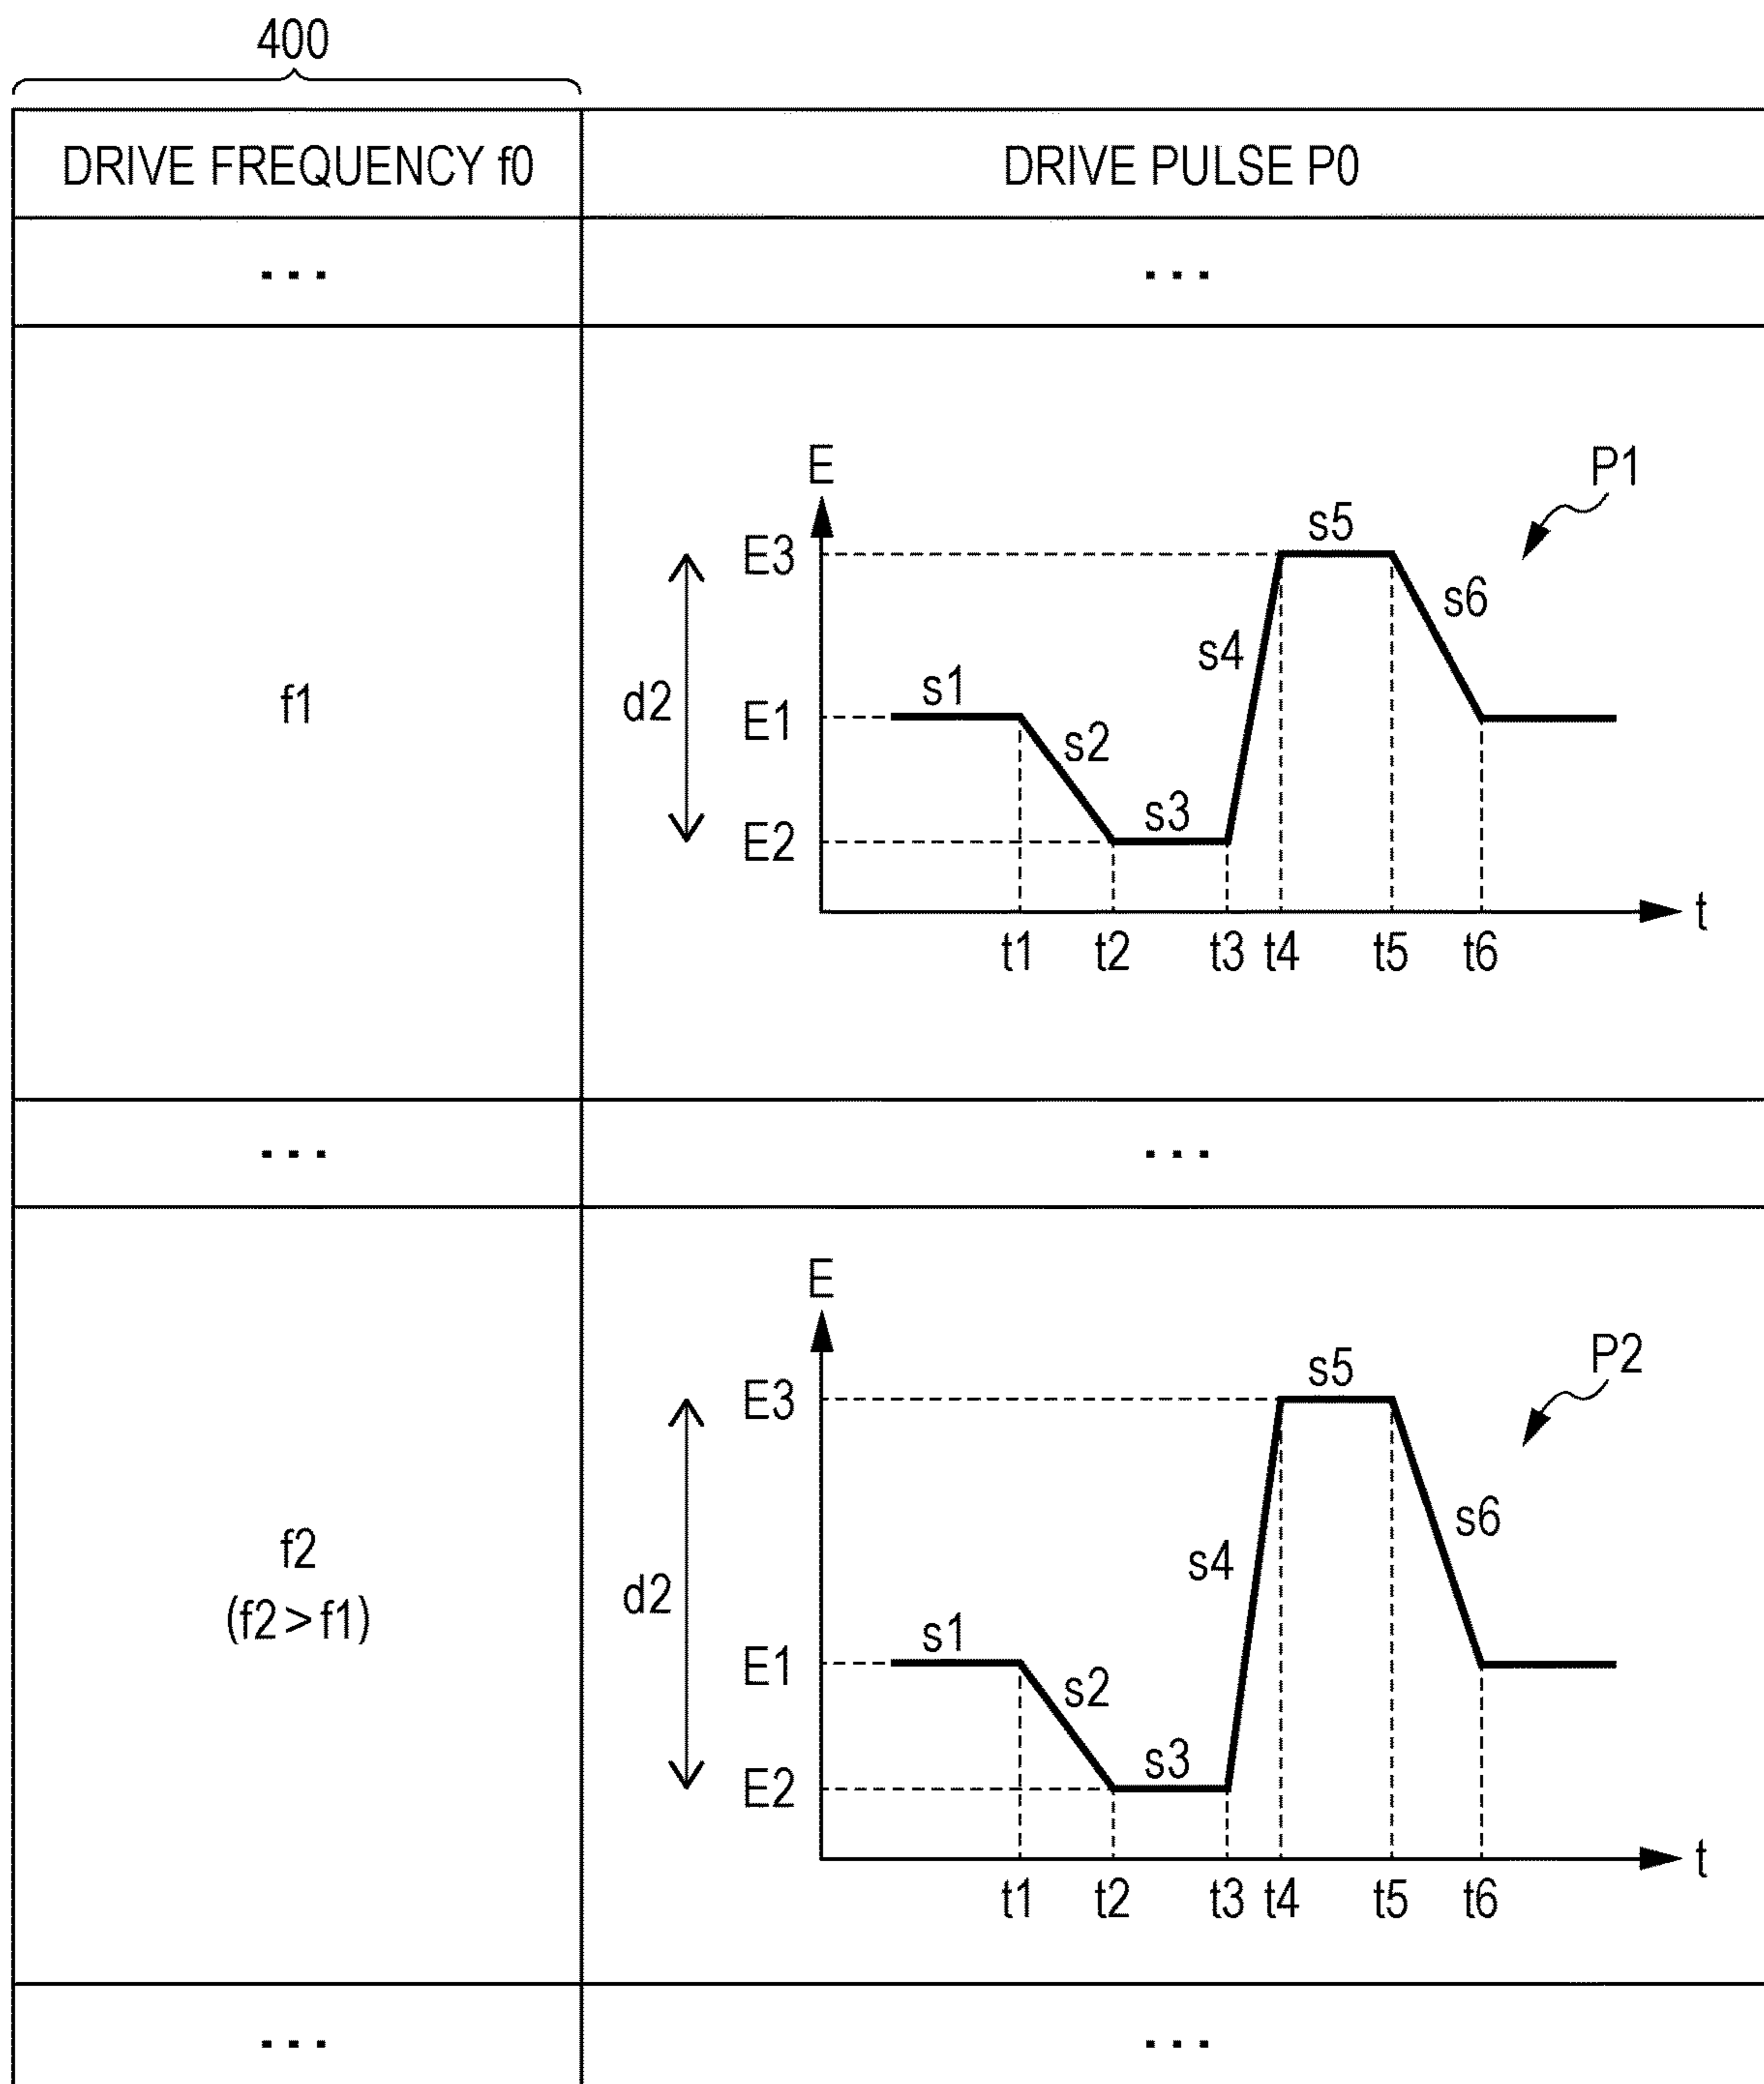 400
DRIVE FREQUENCY f0 DRIVE PULSE P0
... ...
f1
E
P1
E3
s5
s6
s4
d2
E1
s1
s2
s3
E2
t
t1 t2 t3 t4 t5 t6
... ...
f2
(f2 > f1)
E
P2
E3
s5
s6
s4
d2
E1
s1
s2
s3
E2
t
t1 t2 t3 t4 t5 t6
... ...